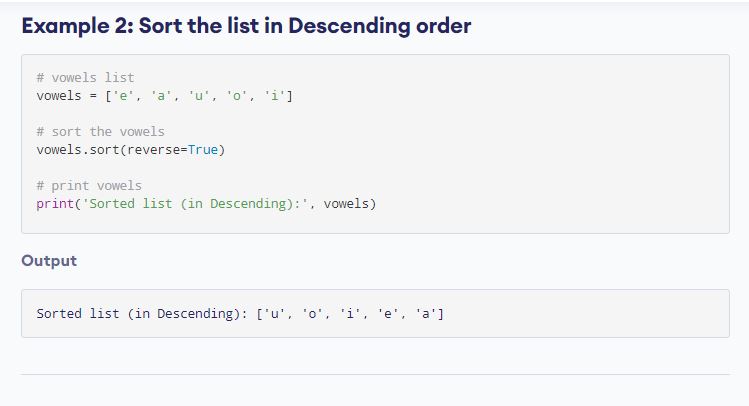 Example 2: Sort the list in Descending order
# vowels list
vowels = ['e', 'a', 'u', 'o', 'i']
# sort the vowels
vowels.sort(reverse=True)
# print vowels
print('Sorted list (in Descending):', vowels)
Output
Sorted list (in Descending): ['u', 'o', 'i', 'e', 'a']